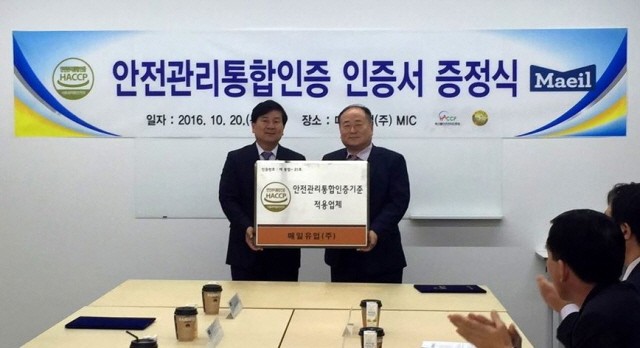 HACCP
안전관리통합인증 인증서 증정식
Maeil
일자 : 2016. 10. 20.
장소 :
(주) MIC
CCF
안전관리통합인증기준
HACCP
적용업체
매일유업(주)